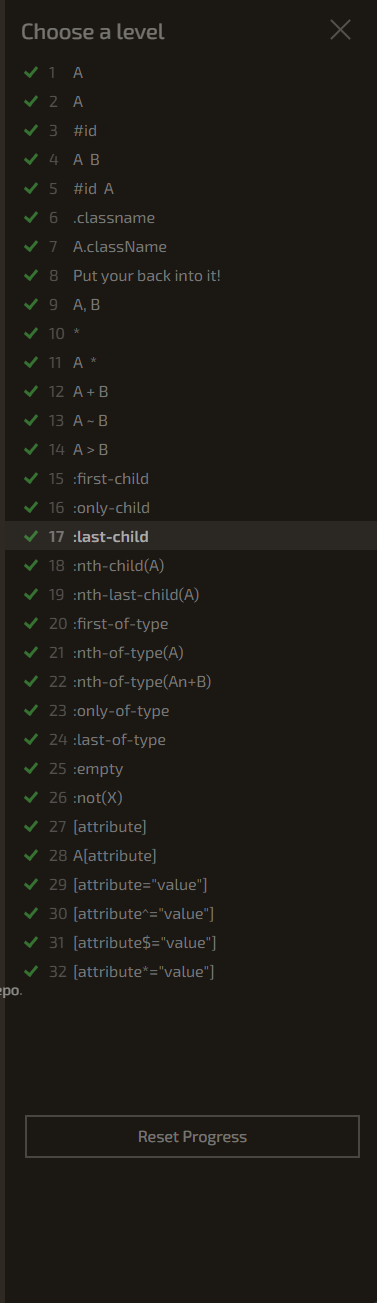 Choose a level
1 A
2 A
3 #id
4 A B
5 #id A
6 .classname
7 A.className
8 Put your back into it!
9 A, B
10 *
11 A *
12 A + B
13 A ~ B
14 A > B
15 :first-child
16 :only-child
17 :last-child
18 :nth-child(A)
19 :nth-last-child(A)
20 :first-of-type
21 :nth-of-type(A)
22 :nth-of-type(An+B)
23 :only-of-type
24 :last-of-type
25 :empty
26 :not(X)
27 [attribute]
28 A[attribute]
29 [attribute="value"]
30 [attribute^="value"]
31 [attribute$="value"]
32 [attribute*="value"]
epo.
Reset Progress